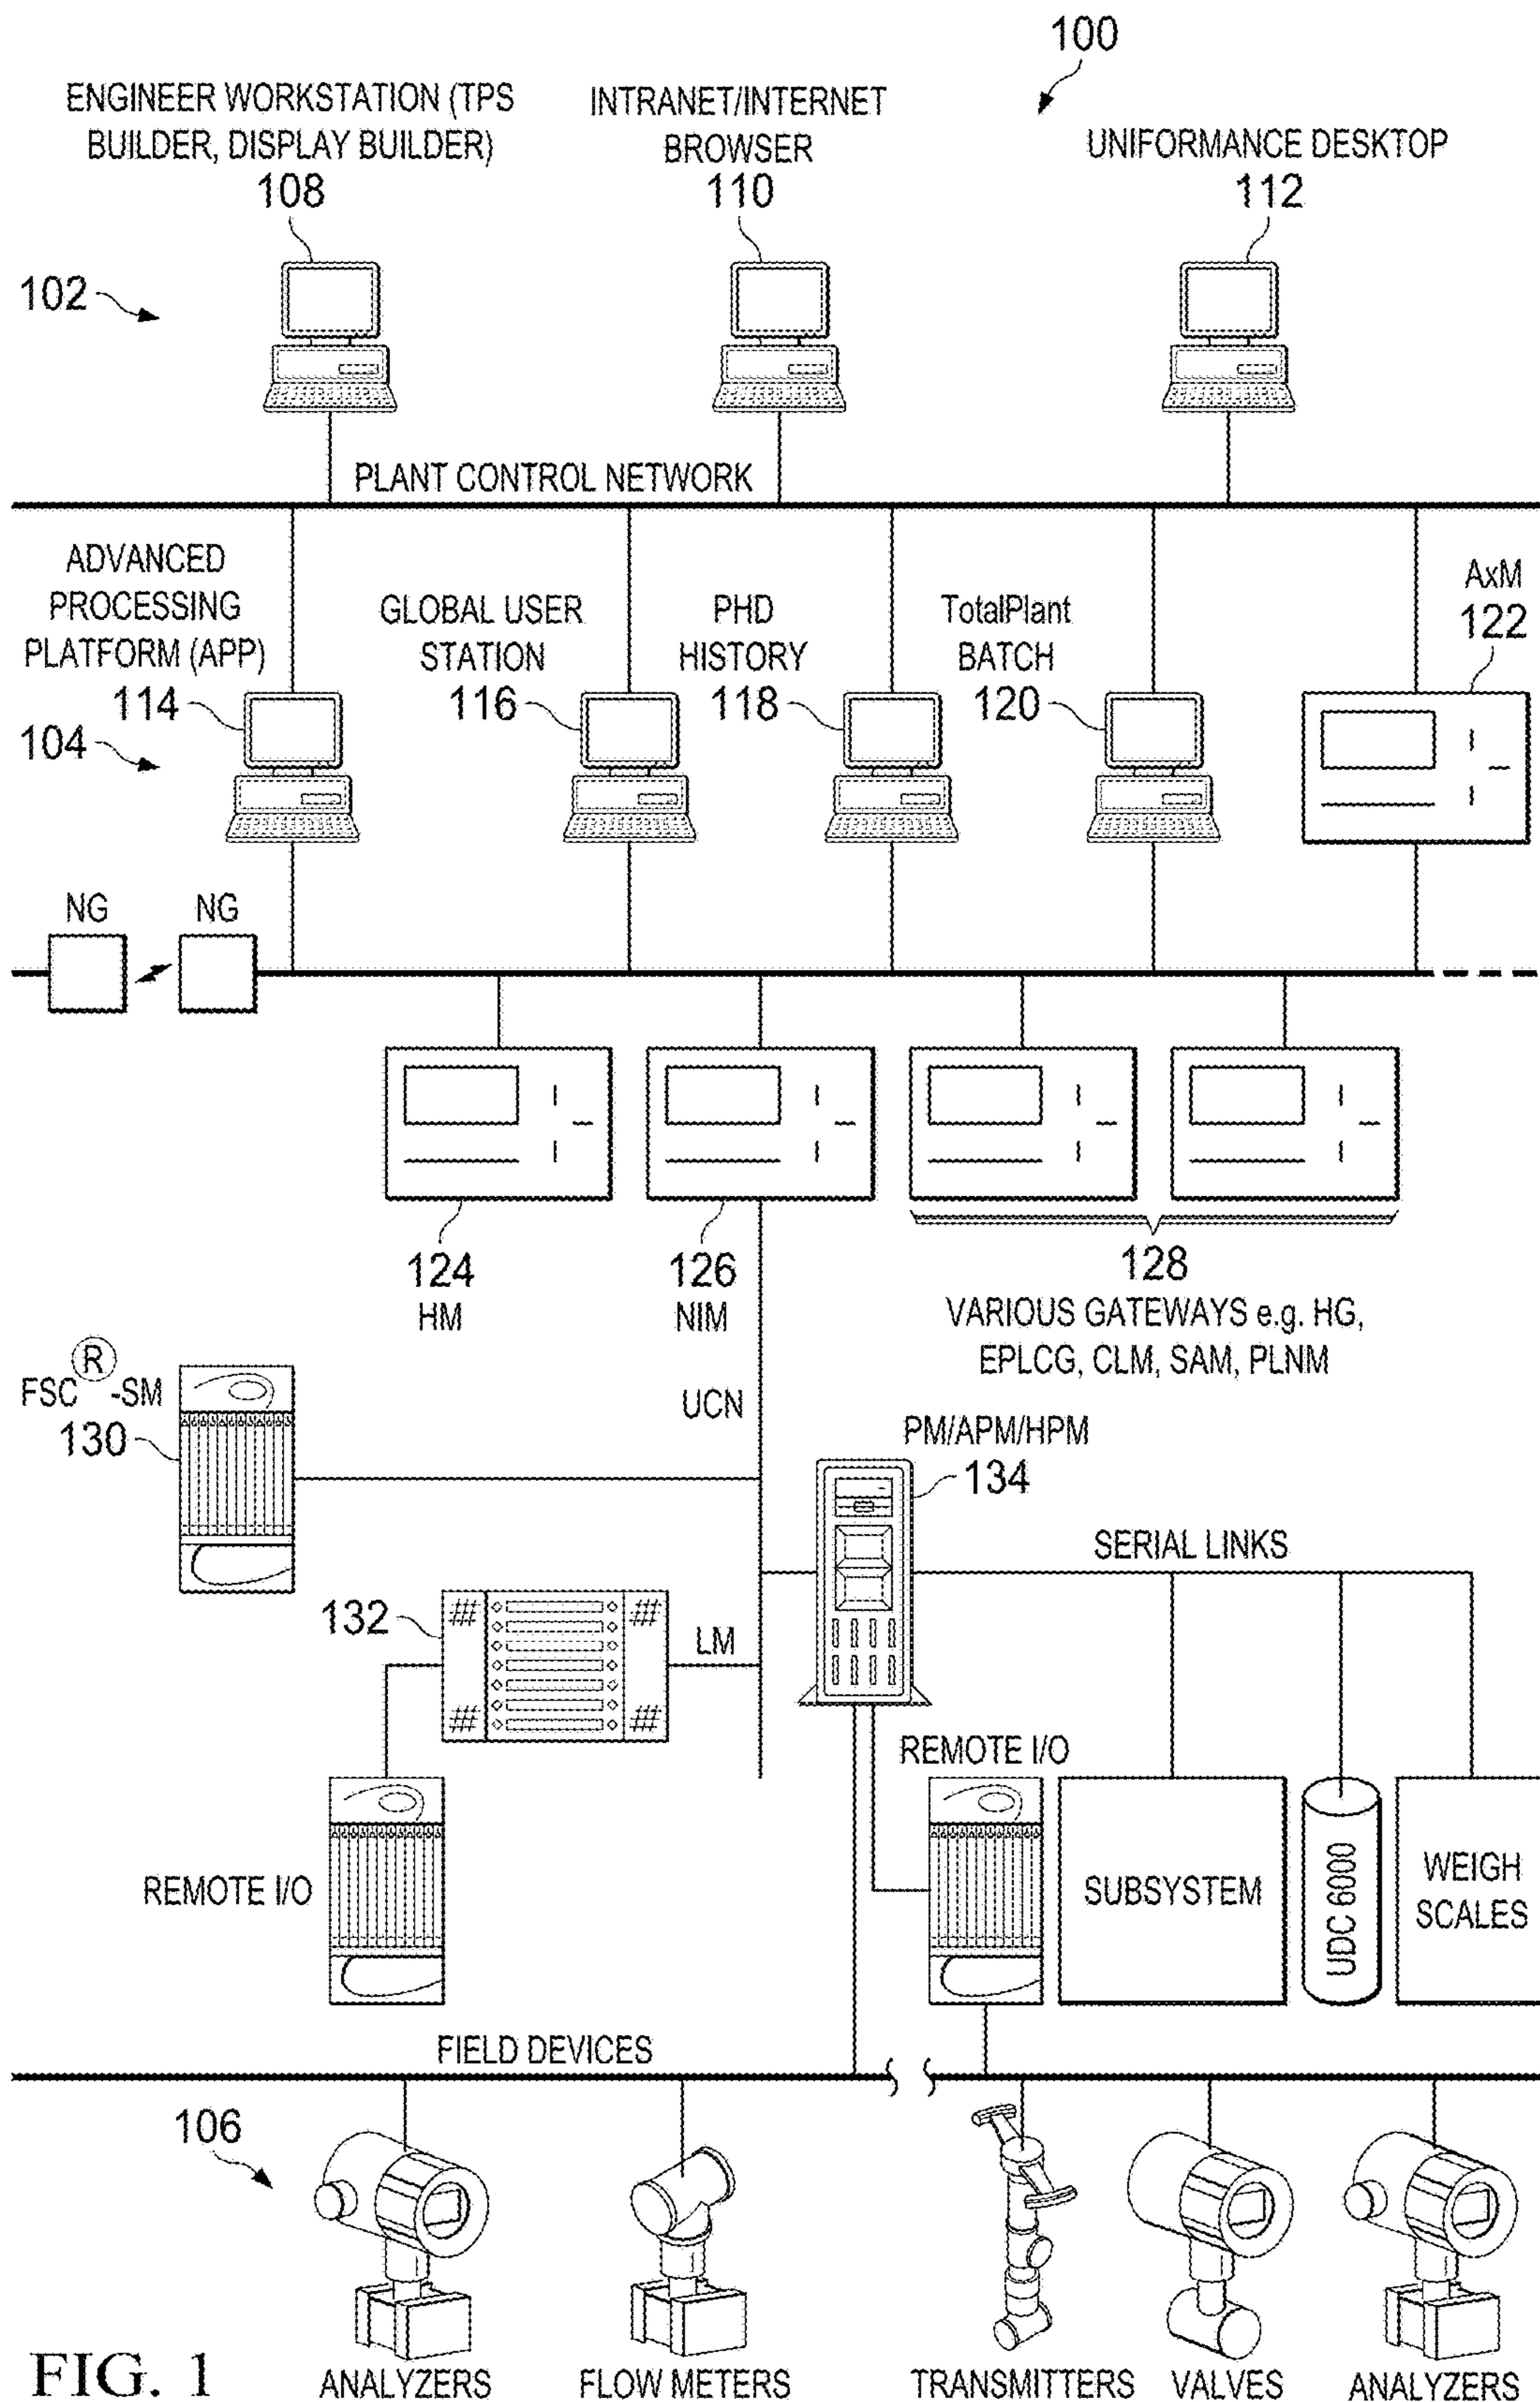 100
ENGINEER WORKSTATION (TPS
BUILDER, DISPLAY BUILDER)
108
INTRANET/INTERNET
BROWSER
110
UNIFORMANCE DESKTOP
112
102
PLANT CONTROL NETWORK
ADVANCED
PROCESSING
PLATFORM (APP)
114
GLOBAL USER
STATION
116
PHD
HISTORY
118
TotalPlant
BATCH
120
AxM
122
104
NG
NG
124
HM
126
NIM
128
VARIOUS GATEWAYS e.g. HG,
EPLCG, CLM, SAM, PLNM
FSC®-SM
130
UCN
PM/APM/HPM
134
SERIAL LINKS
132
LM
REMOTE I/O
REMOTE I/O
SUBSYSTEM
UDC 6000
WEIGH
SCALES
FIELD DEVICES
106
ANALYZERS
FLOW METERS
TRANSMITTERS
VALVES
ANALYZERS
FIG. 1